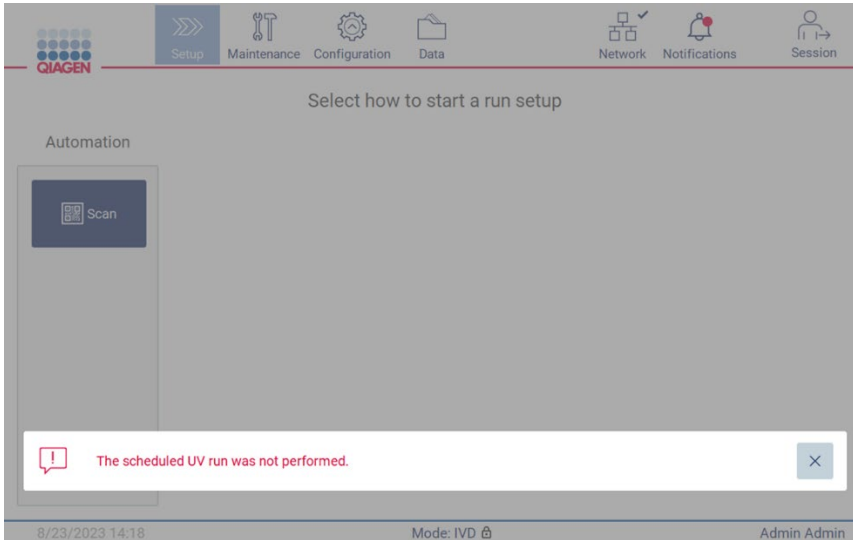 QIAGEN
Setup
Maintenance
Configuration
Data
Network
Notifications
Session
Select how to start a run setup
Automation
Scan
The scheduled UV run was not performed.
8/23/2023 14:18
Mode: IVD
Admin Admin